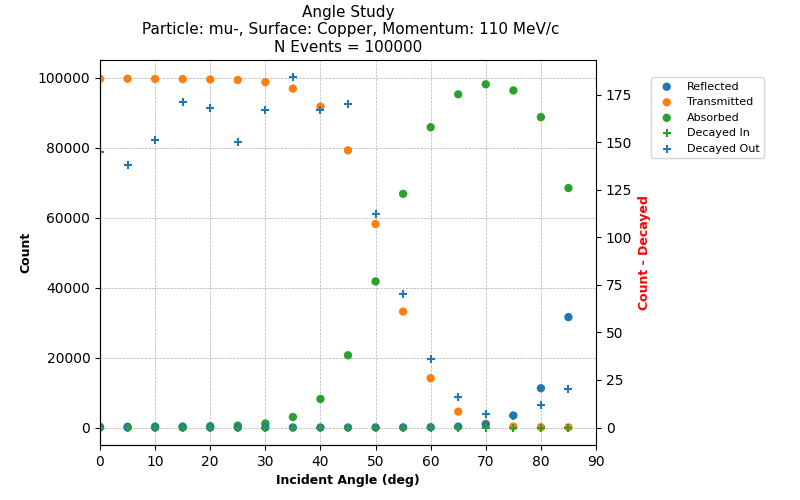 Angle Study
Particle: mu-, Surface: Copper, Momentum: 110 MeV/c
N Events = 100000
100000
80000
60000
40000
20000
0
Count
0 10 20 30 40 50 60 70 80 90
Incident Angle (deg)
175
150
125
100
75
50
25
0
Count - Decayed
Reflected
Transmitted
Absorbed
Decayed In
Decayed Out